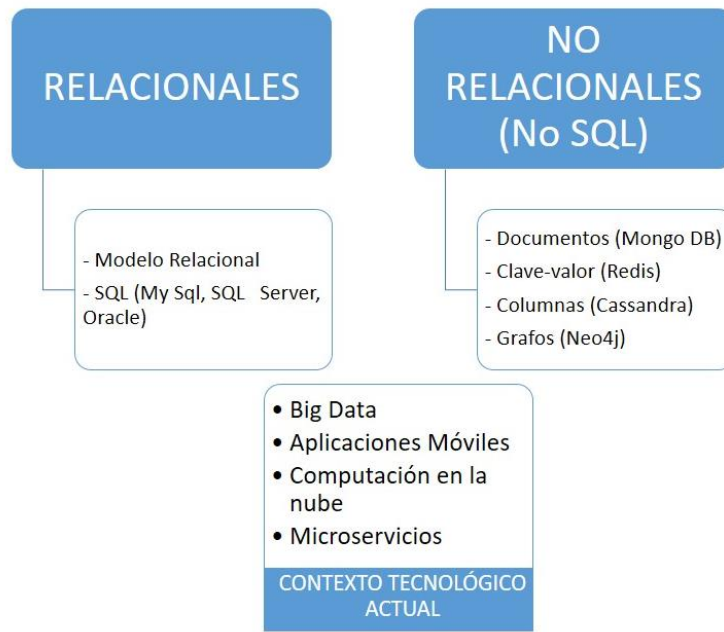 RELACIONALES
- Modelo Relacional
- SQL (My Sql, SQL Server,
Oracle)
NO
RELACIONALES
(No SQL)
- Documentos (Mongo DB)
- Clave-valor (Redis)
- Columnas (Cassandra)
- Grafos (Neo4j)
• Big Data
• Aplicaciones Móviles
• Computación en la
nube
• Microservicios
CONTEXTO TECNOLÓGICO
ACTUAL